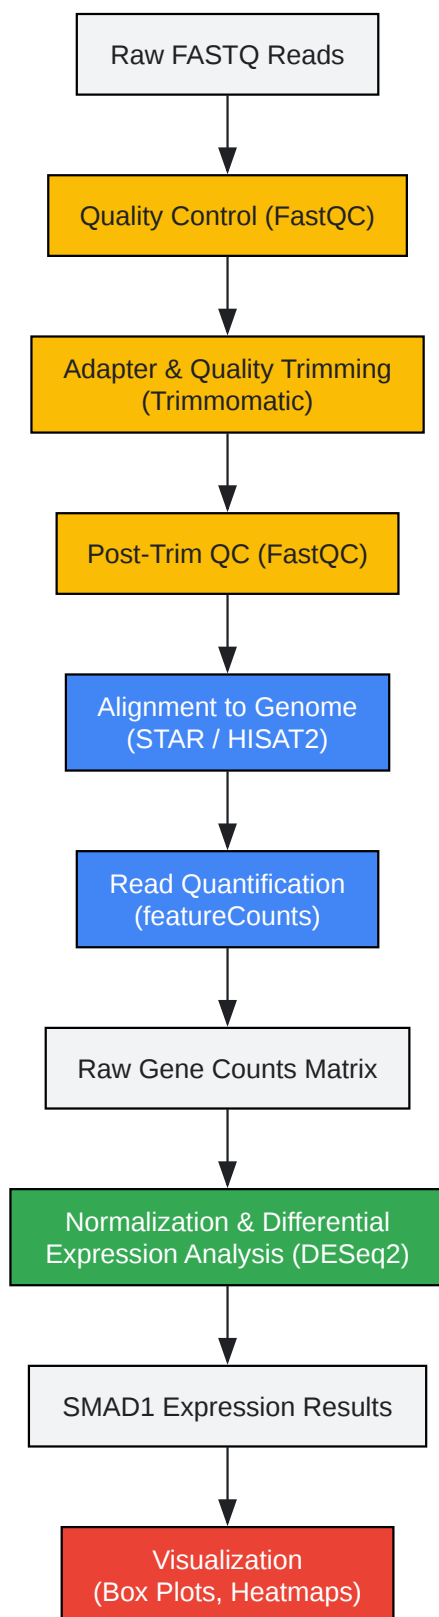 Raw FASTQ Reads
Quality Control (FastQC)
Adapter & Quality Trimming
(Trimmomatic)
Post-Trim QC (FastQC)
Alignment to Genome
(STAR / HISAT2)
Read Quantification
(featureCounts)
Raw Gene Counts Matrix
Normalization & Differential
Expression Analysis (DESeq2)
SMAD1 Expression Results
Visualization
(Box Plots, Heatmaps)